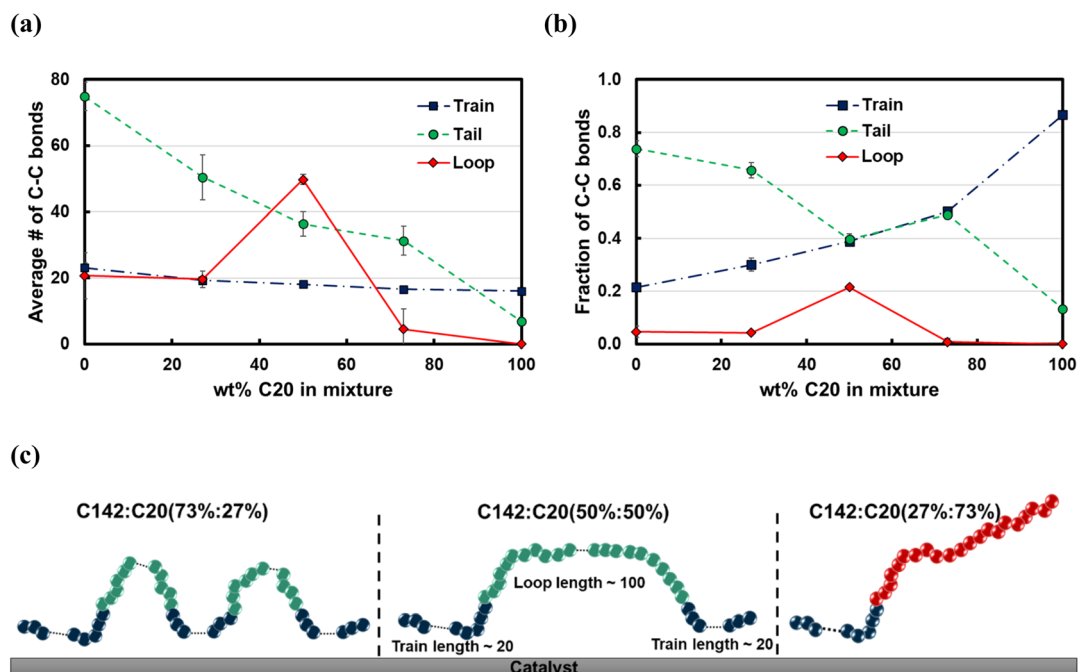 (a)
(b)
80
60
40
20
0
Average # of C-C bonds
Train
Tail
Loop
0 20 40 60 80 100
wt% C20 in mixture
1.0
0.8
0.6
0.4
0.2
0.0
Fraction of C-C bonds
Train
Tail
Loop
0 20 40 60 80 100
wt% C20 in mixture
(c)
C142:C20(73%:27%)
C142:C20(50%:50%)
C142:C20(27%:73%)
Loop length ~ 100
Train length ~ 20
Train length ~ 20
Catalyst